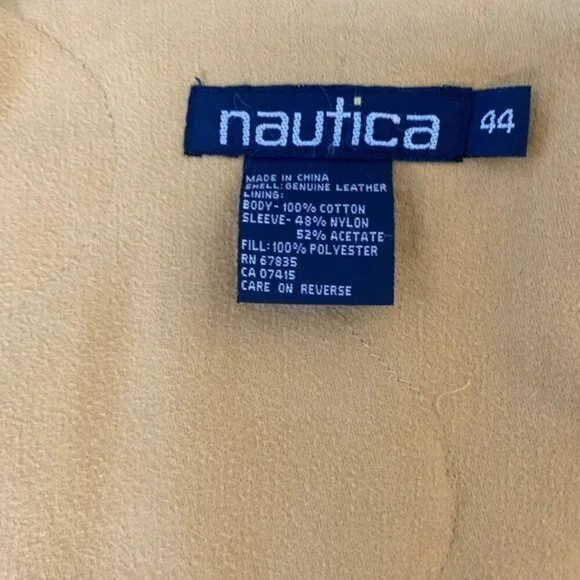 nautica 44
MADE IN CHINA
SHELL: GENUINE LEATHER
LINING:
BODY- 100% COTTON
SLEEVE- 48% NYLON
52% ACETATE
FILL: 100% POLYESTER
RN 67835
CA 07415
CARE ON REVERSE